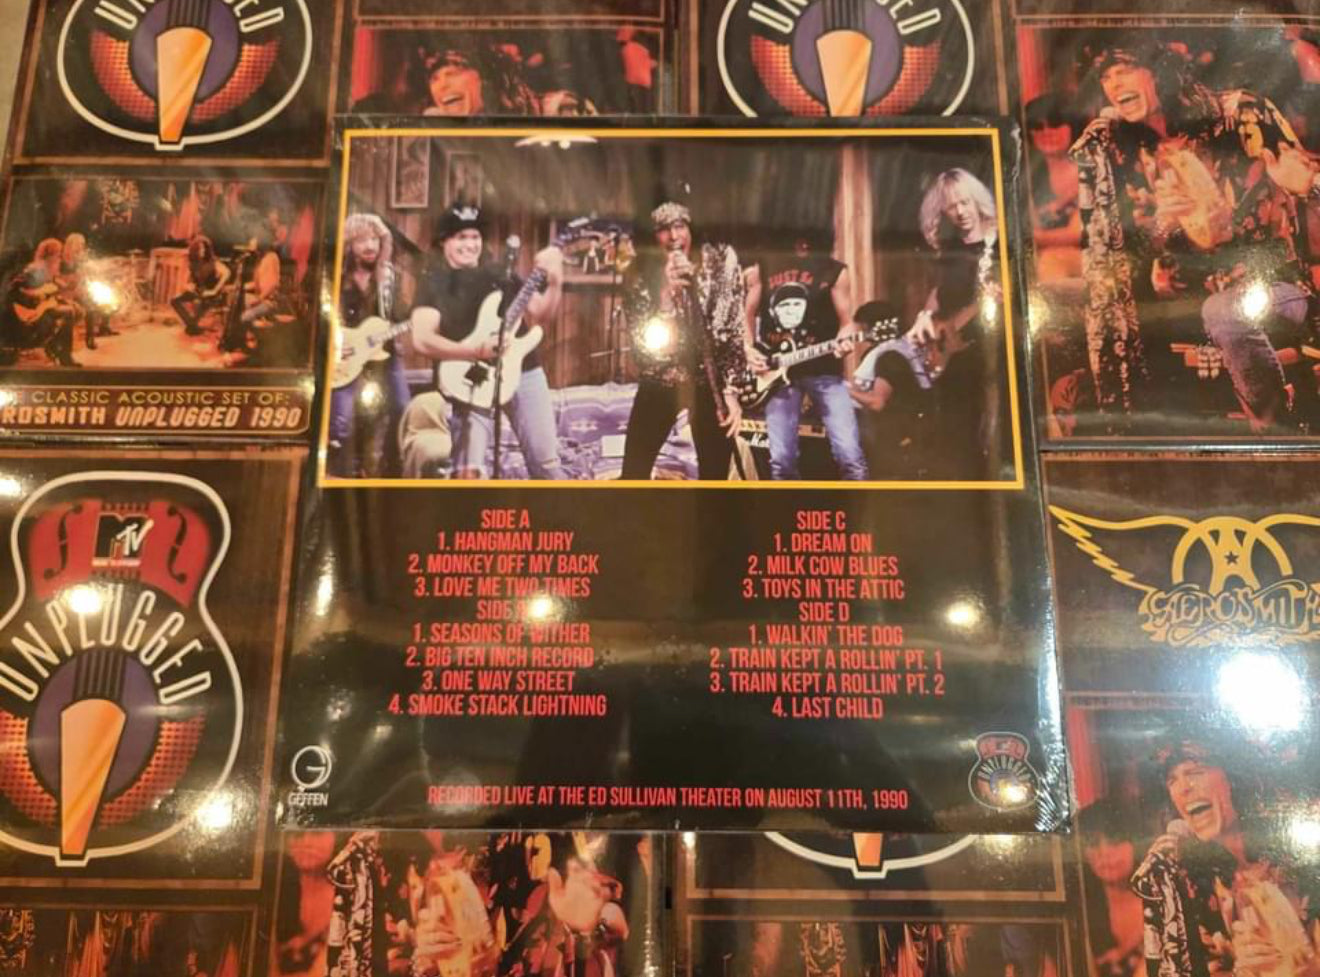 UNPLUGGED
UNPLUGGED
CLASSIC ACOUSTIC SET OF:
ROSMITH UNPLUGGED 1990
MTV
UNPLUGGED
AEROSMITH
SIDE A
1. HANGMAN JURY
2. MONKEY OFF MY BACK
3. LOVE ME TWO TIMES
SIDE
1. SEASONS OF WITHER
2. BIG TEN INCH RECORD
3. ONE WAY STREET
4. SMOKE STACK LIGHTNING
SIDE C
1. DREAM ON
2. MILK COW BLUES
3. TOYS IN THE ATTIC
SIDE D
1. WALKIN' THE DOG
2. TRAIN KEPT A ROLLIN' PT. 1
3. TRAIN KEPT A ROLLIN' PT. 2
4. LAST CHILD
G
GEFFEN
RECORDED LIVE AT THE ED SULLIVAN THEATER ON AUGUST 11TH, 1990
UNPLUGGED